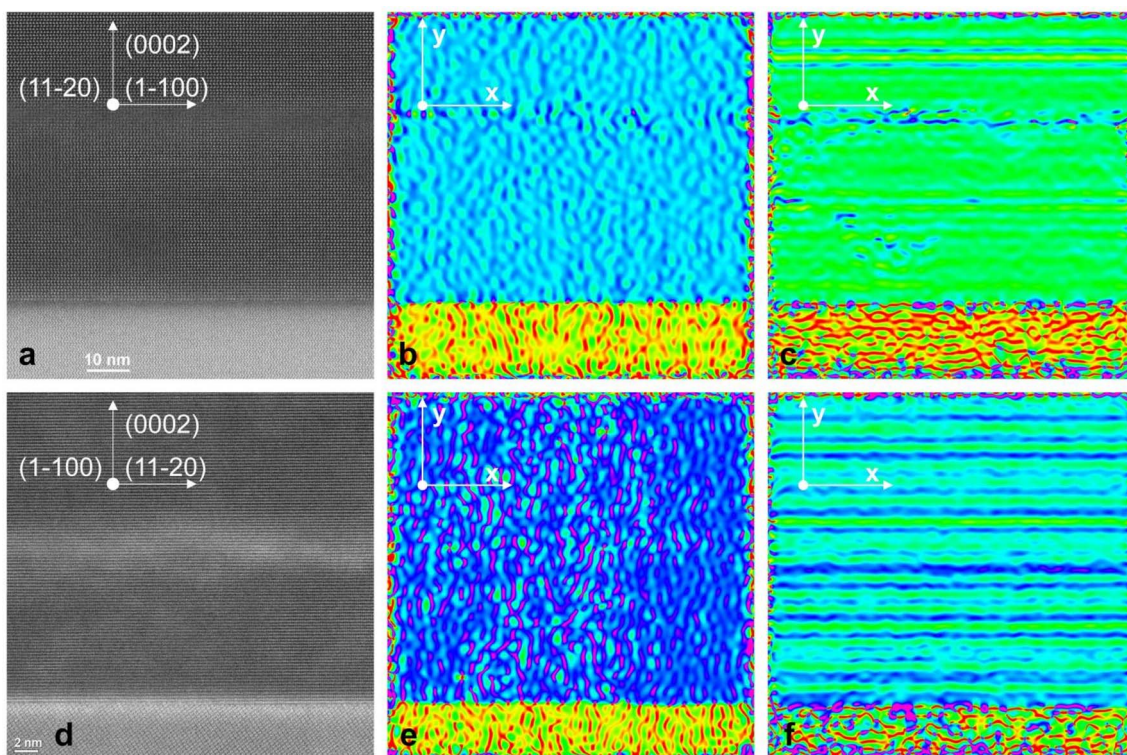 (0002)
(11-20)
(1-100)
a
10 nm
y
x
b
y
x
c
(0002)
(1-100)
(11-20)
d
2 nm
y
x
e
y
x
f